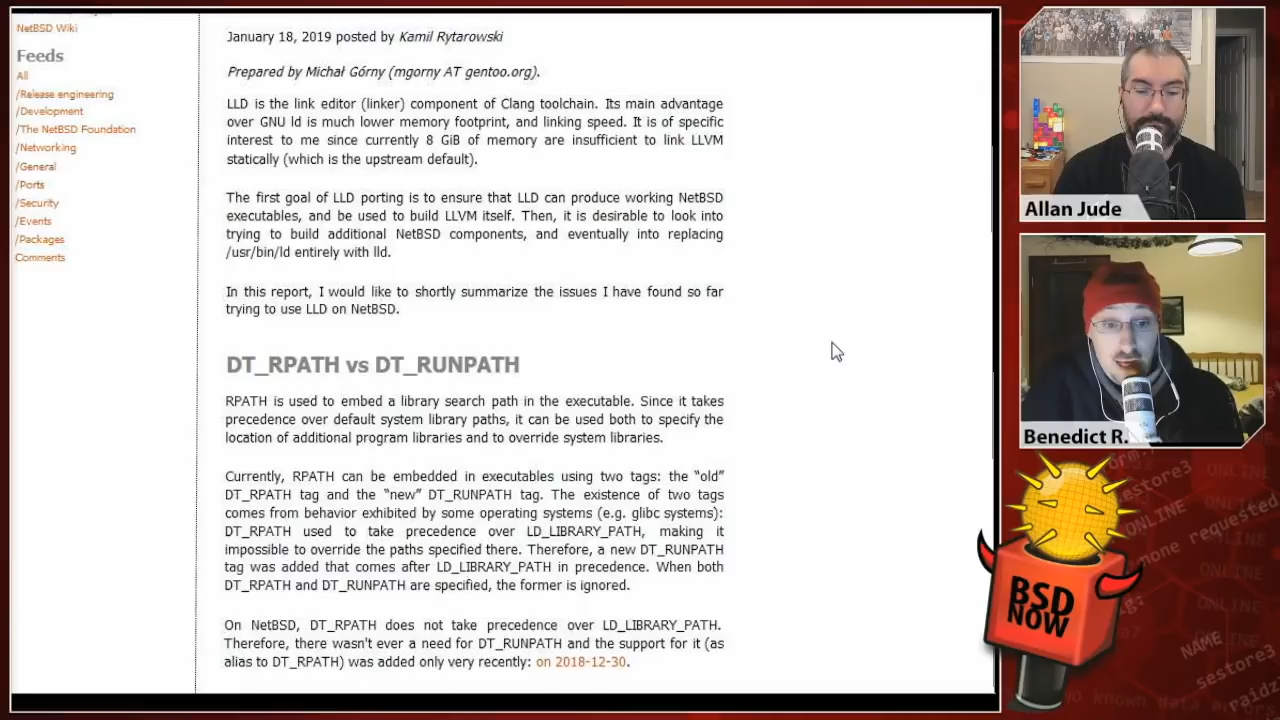 NetBSD Wiki
Feeds
All
/Release engineering
/Development
/The NetBSD Foundation
/Networking
/General
/Ports
/Security
/Events
/Packages
Comments
January 18, 2019 posted by Kamil Rytarowski
Prepared by Michał Górny (mgorny AT gentoo.org).
LLD is the link editor (linker) component of Clang toolchain. Its main advantage
over GNU ld is much lower memory footprint, and linking speed. It is of specific
interest to me since currently 8 GiB of memory are insufficient to link LLVM
statically (which is the upstream default).
The first goal of LLD porting is to ensure that LLD can produce working NetBSD
executables, and be used to build LLVM itself. Then, it is desirable to look into
trying to build additional NetBSD components, and eventually into replacing
/usr/bin/ld entirely with lld.
In this report, I would like to shortly summarize the issues I have found so far
trying to use LLD on NetBSD.
DT_RPATH vs DT_RUNPATH
RPATH is used to embed a library search path in the executable. Since it takes
precedence over default system library paths, it can be used both to specify the
location of additional program libraries and to override system libraries.
Currently, RPATH can be embedded in executables using two tags: the “old”
DT_RPATH tag and the “new” DT_RUNPATH tag. The existence of two tags
comes from behavior exhibited by some operating systems (e.g. glibc systems):
DT_RPATH used to take precedence over LD_LIBRARY_PATH, making it
impossible to override the paths specified there. Therefore, a new DT_RUNPATH
tag was added that comes after LD_LIBRARY_PATH in precedence. When both
DT_RPATH and DT_RUNPATH are specified, the former is ignored.
On NetBSD, DT_RPATH does not take precedence over LD_LIBRARY_PATH.
Therefore, there wasn't ever a need for DT_RUNPATH and the support for it (as
alias to DT_RPATH) was added only very recently: on 2018-12-30.
Allan Jude
Benedict R.
BSD
NOW
ONLINE
estore3
ONLINE
none requested
ONLINE
ONLINE
NAME
sestore3
no known data errors